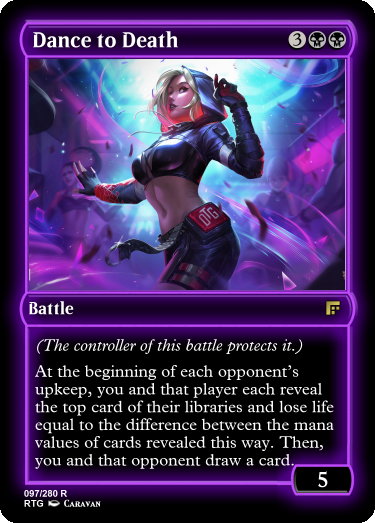 Dance to Death
3
OTG
Battle
(The controller of this battle protects it.)
At the beginning of each opponent's
upkeep, you and that player each reveal
the top card of their libraries and lose life
equal to the difference between the mana
values of cards revealed this way. Then,
you and that opponent draw a card.
5
097/280 R
RTG CARAVAN